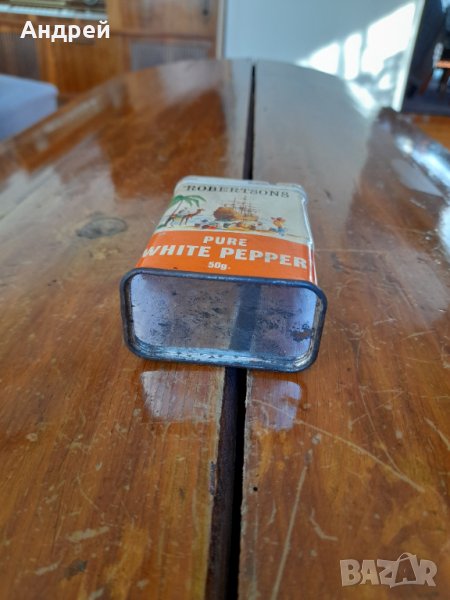 Андрей
ROBERTSONS
PURE
WHITE PEPPER
50g.
BAZAR